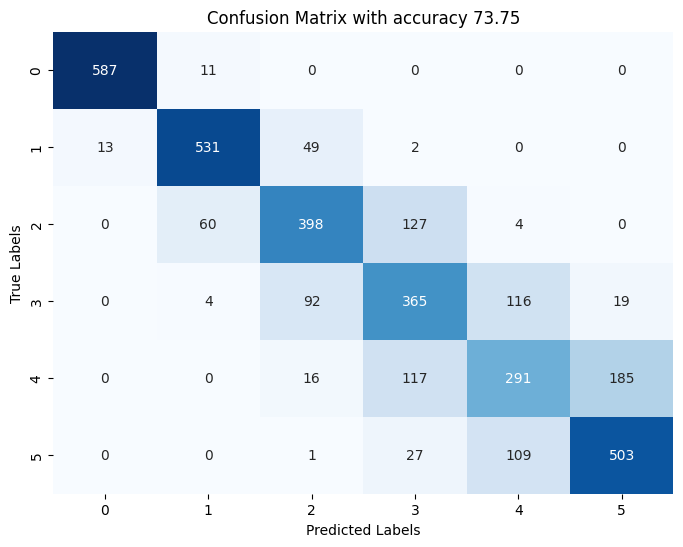 Confusion Matrix with accuracy 73.75
0 587 11 0 0 0 0
1 13 531 49 2 0 0
2 0 60 398 127 4 0
3 0 4 92 365 116 19
4 0 0 16 117 291 185
5 0 0 1 27 109 503
True Labels
0 1 2 3 4 5
Predicted Labels